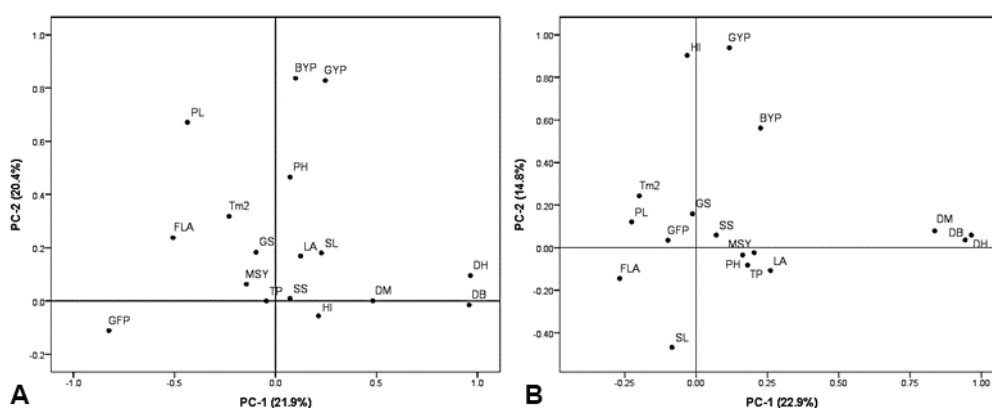 BYP GYP
PL
PH
Tm2
FLA
GS LA SL
MSY DH
TP SS DM DB
HI
GFP
1.0
0.8
0.6
0.4
0.2
0.0
-0.2
-1.0 -0.5 0.0 0.5 1.0
PC-2 (20.4%)
PC-1 (21.9%)
A
HI GYP
BYP
Tm2
PL GS
GFP SS DM
DB
MSY DH
PH LA
TP
FLA
SL
1.00
0.80
0.60
0.40
0.20
0.00
-0.20
-0.40
-0.25 0.00 0.25 0.50 0.75 1.00
PC-2 (14.8%)
PC-1 (22.9%)
B